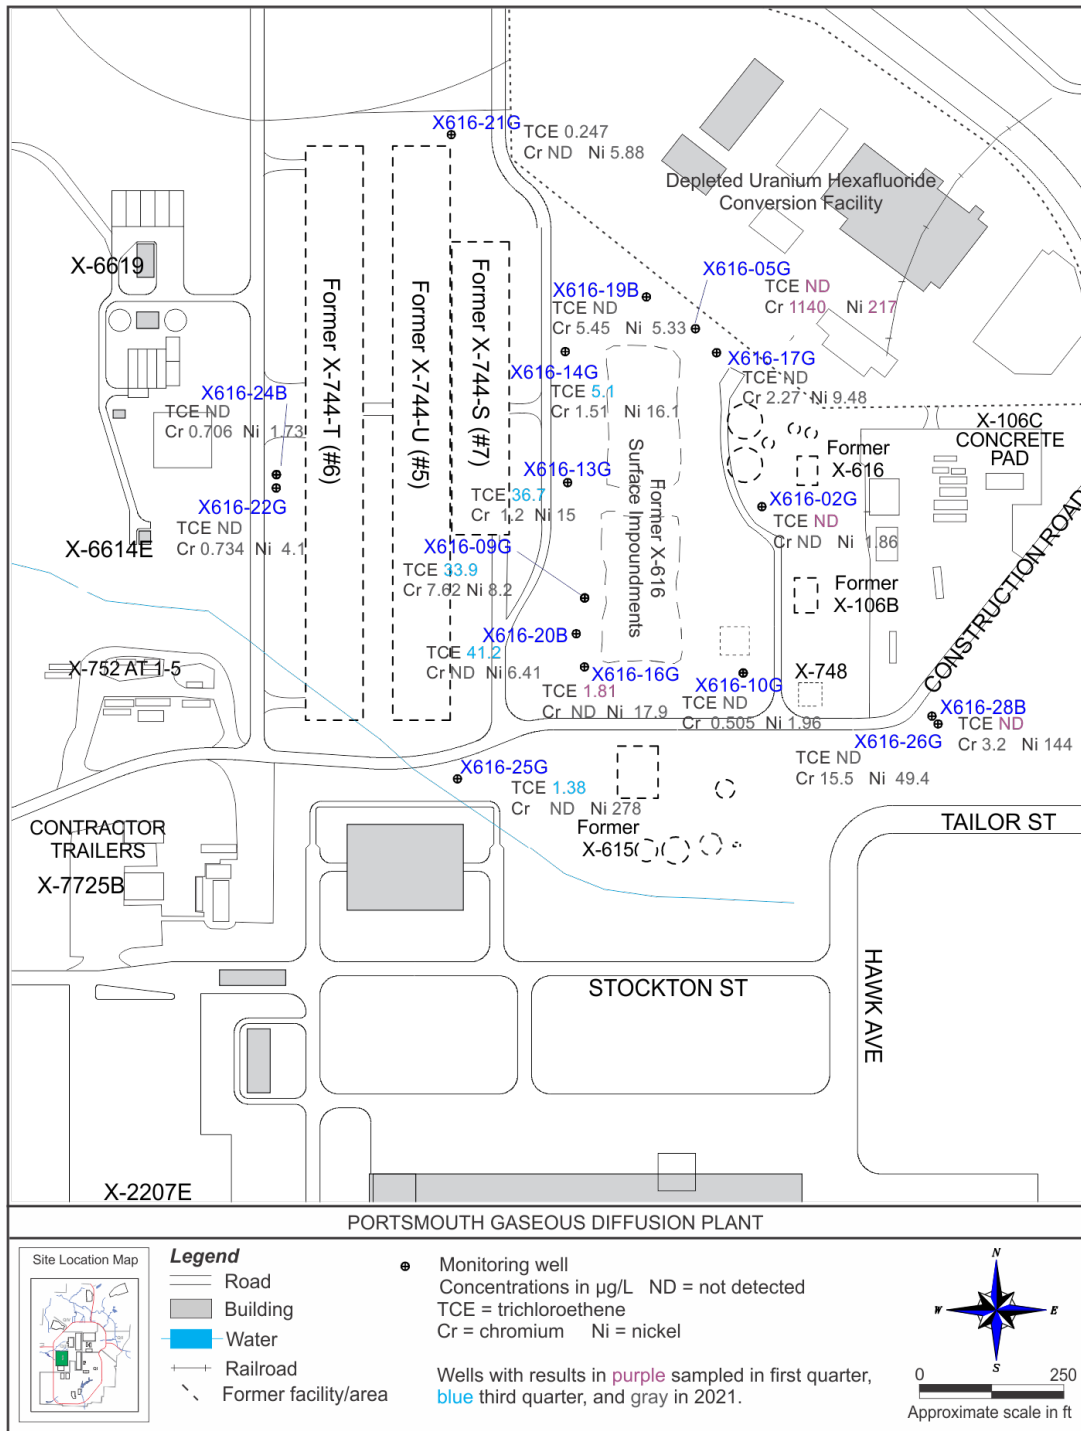 X616-21G
TCE 0.247
Cr ND Ni 5.88
Depleted Uranium Hexafluoride
Conversion Facility
X-6619
X616-05G
TCE ND
Cr 1140 Ni 217
X616-19B
TCE ND
Cr 5.45 Ni 5.33
Former X-744-T (#6)
Former X-744-U (#5)
Former X-744-S (#7)
X616-14G
TCE 5.1
Cr 1.51 Ni 16.1
X616-17G
TCE ND
Cr 2.27 Ni 9.48
X616-24B
TCE ND
Cr 0.706 Ni 1.73
X-106C
CONCRETE
PAD
Former
X-616
X616-13G
TCE 36.7
Cr 1.2 Ni 15
Former X-616
Surface Impoundments
X616-22G
TCE ND
Cr 0.734 Ni 4.1
X616-02G
TCE ND
Cr ND Ni 1.86
X-6614E
X616-09G
TCE 33.9
Cr 7.62 Ni 8.2
Former
X-106B
CONSTRUCTION ROAD
X616-20B
TCE 41.2
Cr ND Ni 6.41
X-752 AT 1-5
X616-16G
TCE 1.81
Cr ND Ni 17.9
X616-10G
TCE ND
Cr 0.505 Ni 1.96
X-748
X616-28B
TCE ND
Cr 3.2 Ni 144
X616-26G
TCE ND
Cr 15.5 Ni 49.4
X616-25G
TCE 1.38
Cr ND Ni 278
Former
X-615
CONTRACTOR
TRAILERS
X-7725B
TAILOR ST
STOCKTON ST
HAWK AVE
X-2207E
PORTSMOUTH GASEOUS DIFFUSION PLANT
Site Location Map
Legend
Road
Building
Water
Railroad
Former facility/area
Monitoring well
Concentrations in µg/L ND = not detected
TCE = trichloroethene
Cr = chromium Ni = nickel
Wells with results in purple sampled in first quarter,
blue third quarter, and gray in 2021.
N
W E
S
0 250
Approximate scale in ft